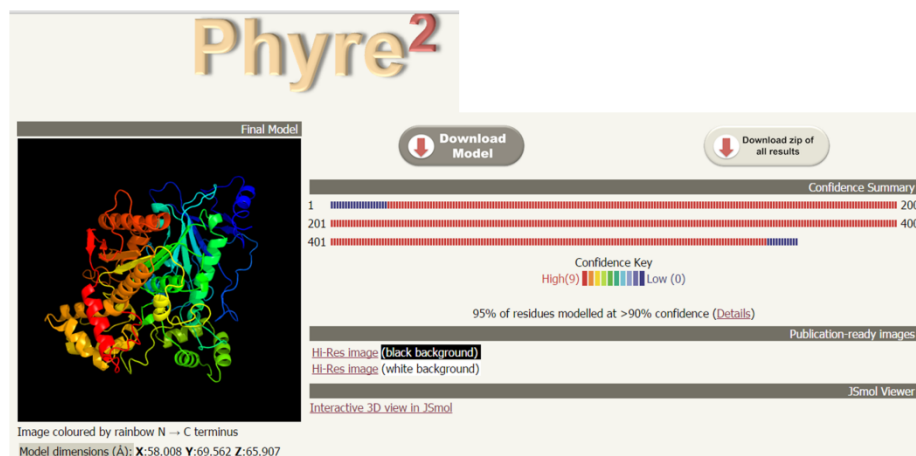 Phyre2
Final Model
Download Model
Download zip of all results
Confidence Summary
1 200
201 400
401
Confidence Key
High(9) Low (0)
95% of residues modelled at >90% confidence (Details)
Publication-ready images
Hi-Res image (black background)
Hi-Res image (white background)
JSmol Viewer
Interactive 3D view in JSmol
Image coloured by rainbow N → C terminus
Model dimensions (Å): X:58.008 Y:69.562 Z:65.907